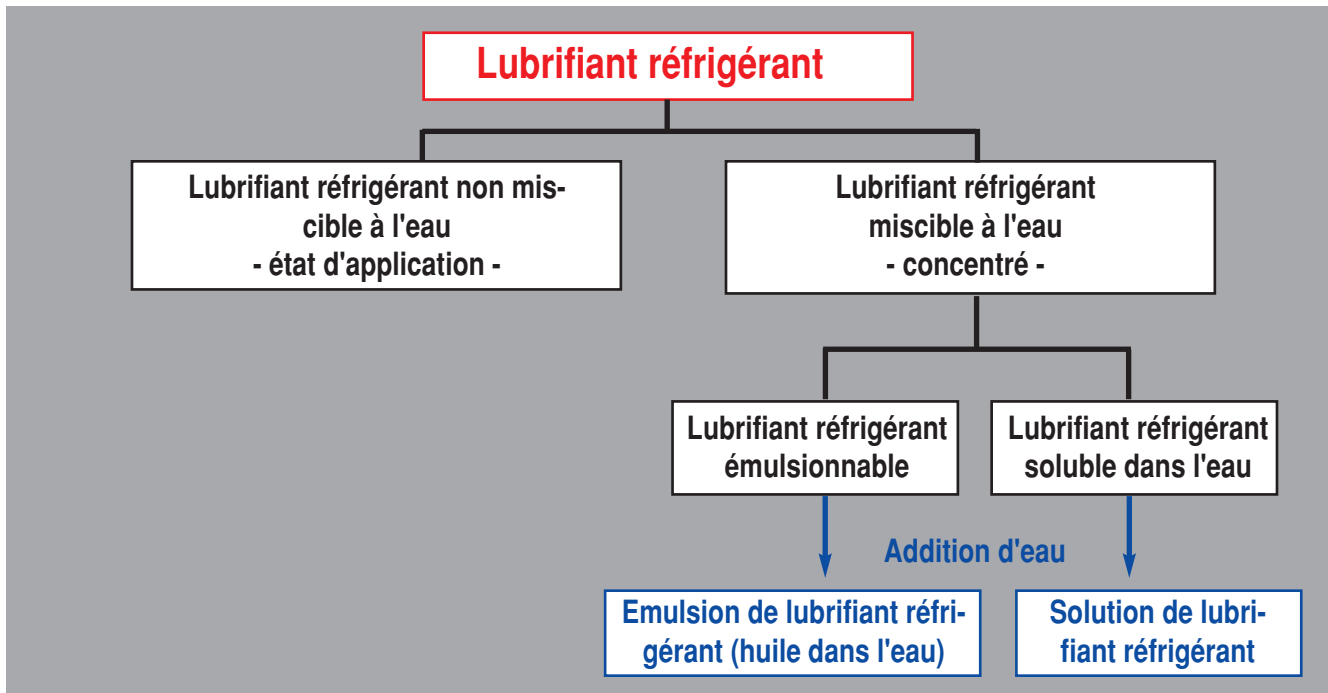 Lubrifiant réfrigérant
Lubrifiant réfrigérant non mis-
cible à l'eau
- état d'application -
Lubrifiant réfrigérant
miscible à l'eau
- concentré -
Lubrifiant réfrigérant
émulsionnable
Lubrifiant réfrigérant
soluble dans l'eau
Addition d'eau
Emulsion de lubrifiant réfri-
gérant (huile dans l'eau)
Solution de lubri-
fiant réfrigérant